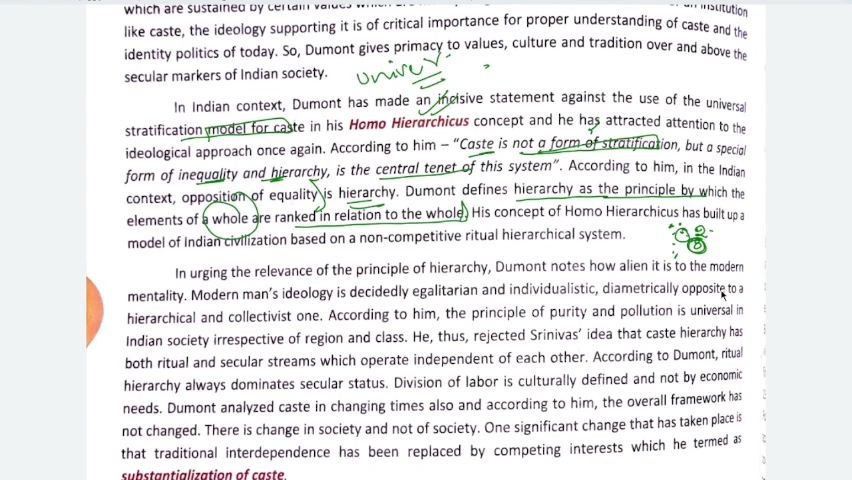 which are sustained by certain values which are
institution
like caste, the ideology supporting it is of critical importance for proper understanding of caste and the
identity politics of today. So, Dumont gives primacy to values, culture and tradition over and above the
secular markers of Indian society.
univer
In Indian context, Dumont has made an incisive statement against the use of the universal
stratification model for caste in his Homo Hierarchicus concept and he has attracted attention to the
ideological approach once again. According to him – "Caste is not a form of stratification, but a special
form of inequality and hierarchy, is the central tenet of this system". According to him, in the Indian
context, opposition of equality is hierarchy. Dumont defines hierarchy as the principle by which the
elements of a whole are ranked in relation to the whole. His concept of Homo Hierarchicus has built up a
model of Indian civilization based on a non-competitive ritual hierarchical system.
In urging the relevance of the principle of hierarchy, Dumont notes how alien it is to the modern
mentality. Modern man's ideology is decidedly egalitarian and individualistic, diametrically opposite to a
hierarchical and collectivist one. According to him, the principle of purity and pollution is universal in
Indian society irrespective of region and class. He, thus, rejected Srinivas' idea that caste hierarchy has
both ritual and secular streams which operate independent of each other. According to Dumont, ritual
hierarchy always dominates secular status. Division of labor is culturally defined and not by economic
needs. Dumont analyzed caste in changing times also and according to him, the overall framework has
not changed. There is change in society and not of society. One significant change that has taken place is
that traditional interdependence has been replaced by competing interests which he termed as
substantialization of caste.